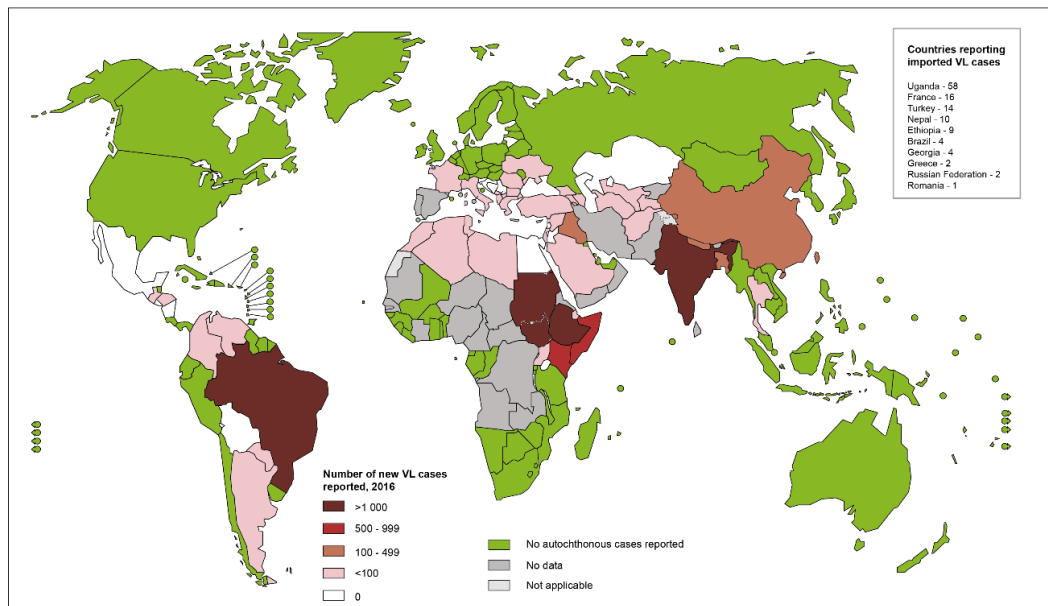 Countries reporting
imported VL cases
Uganda - 58
France - 16
Turkey - 14
Nepal - 10
Ethiopia - 9
Brazil - 4
Georgia - 4
Greece - 2
Russian Federation - 2
Romania - 1
Number of new VL cases
reported, 2016
>1 000
500 - 999
100 - 499
<100
0
No autochthonous cases reported
No data
Not applicable